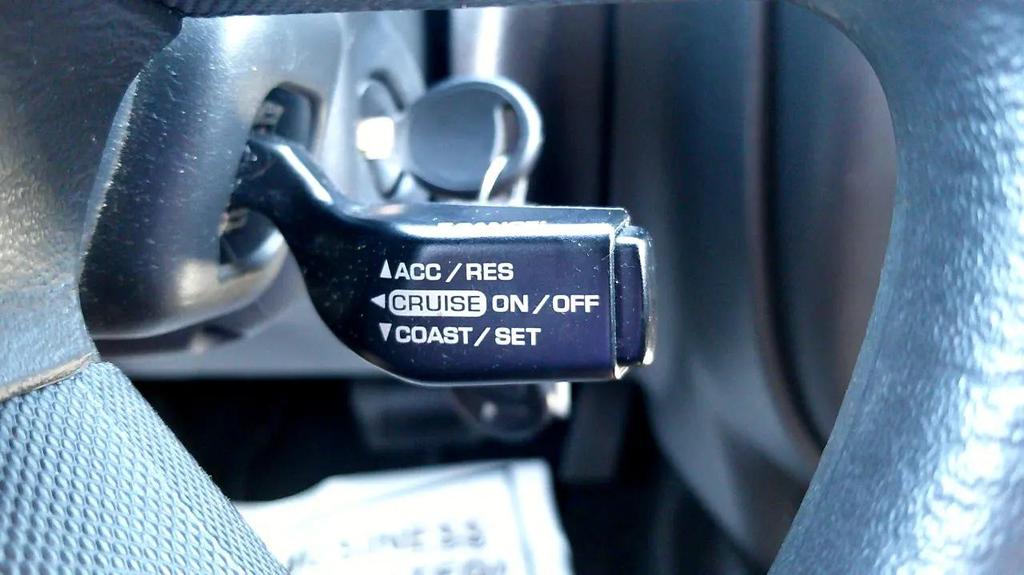 ▲ACC/RES
◄CRUISE ON/OFF
▼COAST/SET